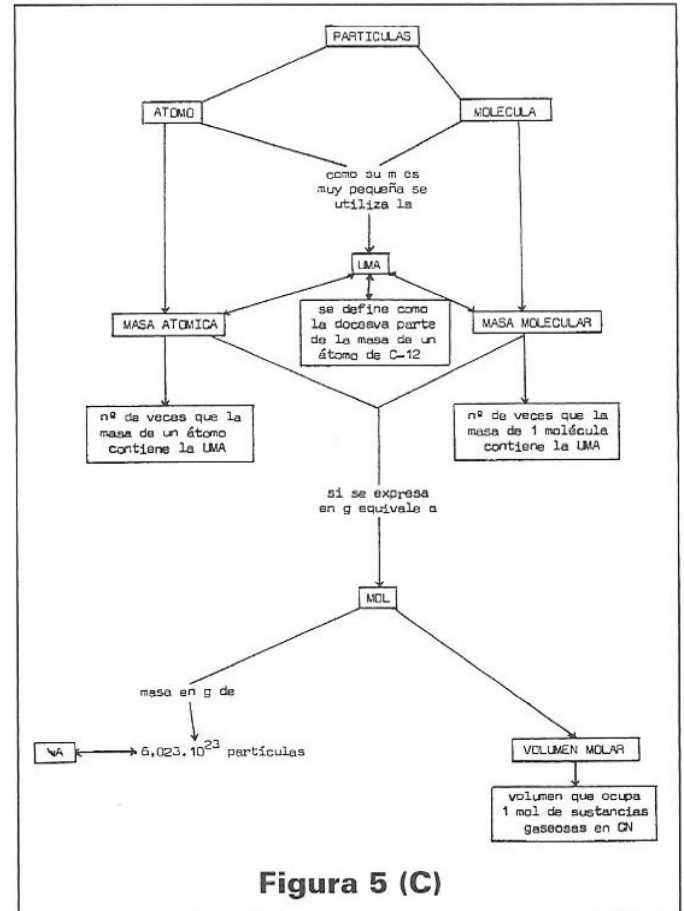 PARTICULAS
ATOMO
MOLECULA
como su m es
muy pequeña se
utiliza la
UMA
MASA ATOMICA
se define como
la doceava parte
de la masa de un
átomo de C-12
MASA MOLECULAR
nº de veces que la
masa de un átomo
contiene la UMA
nº de veces que la
masa de 1 molécula
contiene la UMA
si se expresa
en g equivale a
MOL
masa en g de
NA
6,023.10²³ partículas
VOLUMEN MOLAR
volumen que ocupa
1 mol de sustancias
gaseosas en CN
Figura 5 (C)